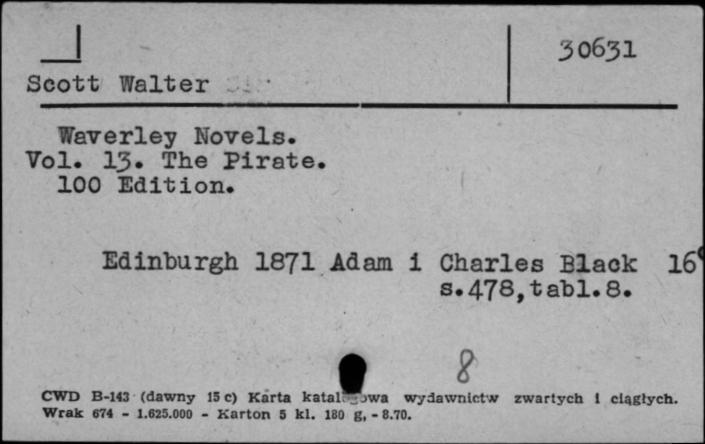 30631
Scott Walter
Waverley Novels.
Vol. 13. The Pirate.
100 Edition.
Edinburgh 1871 Adam i Charles Black 16°
s.478,tabl.8.
8
CWD B-143 (dawny 15 c) Karta katalogowa wydawnictw zwartych i ciągłych.
Wrak 674 - 1.625.000 - Karton 5 kl. 180 g, - 8.70.